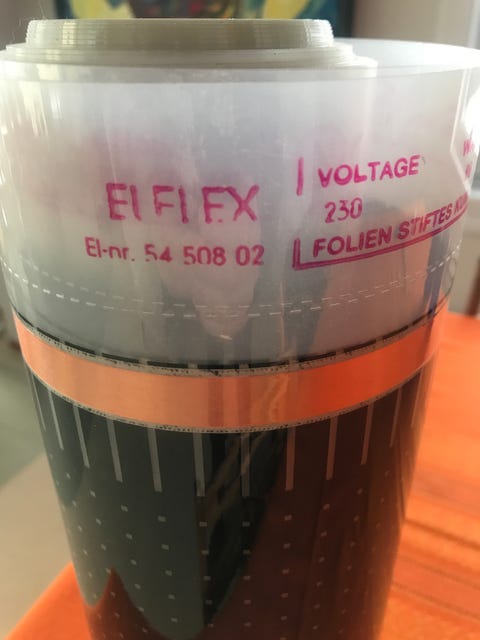 ELFLEX
El-nr. 54 508 02
VOLTAGE
230
FOLIEN STIFTES